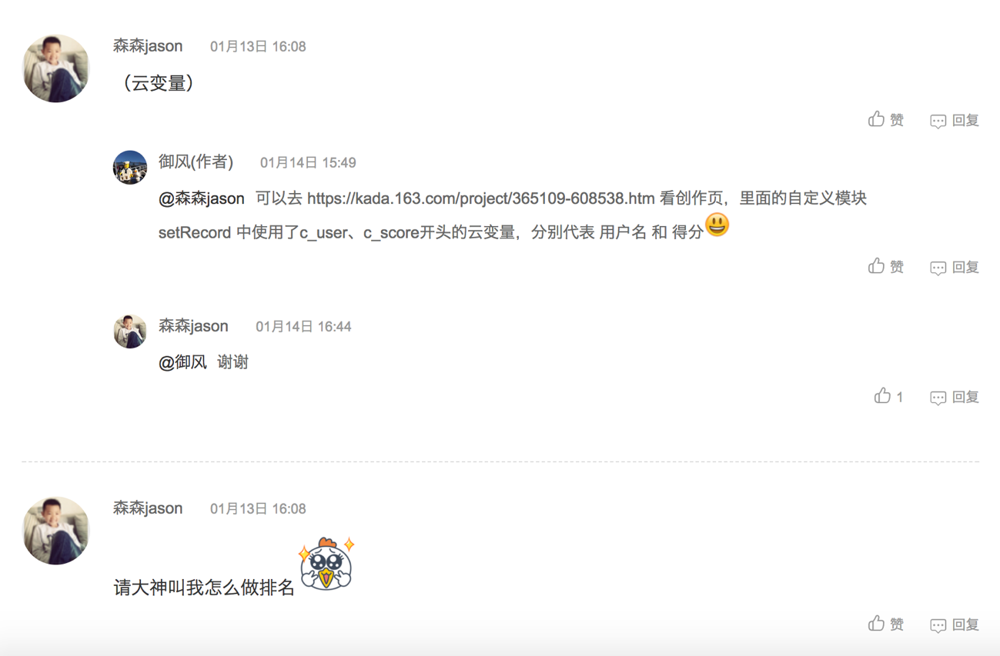 森森jason 01月13日 16:08
（云变量）
赞 回复
御风(作者) 01月14日 15:49
@森森jason 可以去 https://kada.163.com/project/365109-608538.htm 看创作页，里面的自定义模块
setRecord 中使用了c_user、c_score开头的云变量，分别代表 用户名 和 得分
赞 回复
森森jason 01月14日 16:44
@御风 谢谢
1 回复
森森jason 01月13日 16:08
请大神叫我怎么做排名
赞 回复